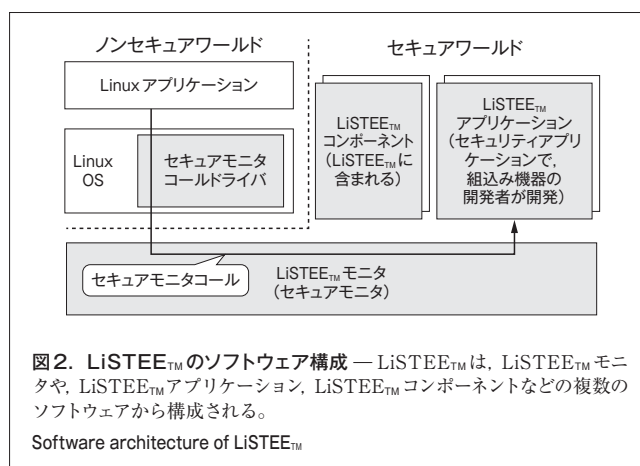 ノンセキュアワールド
セキュアワールド
Linuxアプリケーション
Linux
OS
セキュアモニタ
コールドライバ
LiSTEE™
コンポーネント
(LiSTEE™に
含まれる)
LiSTEE™
アプリケーション
(セキュリティアプリ
ケーションで,
組込み機器の
開発者が開発)
セキュアモニタコール
LiSTEE™モニタ
(セキュアモニタ)
図2. LiSTEE™のソフトウェア構成 — LiSTEE™は, LiSTEE™モニ
タや, LiSTEE™アプリケーション, LiSTEE™コンポーネントなどの複数の
ソフトウェアから構成される。
Software architecture of LiSTEE™